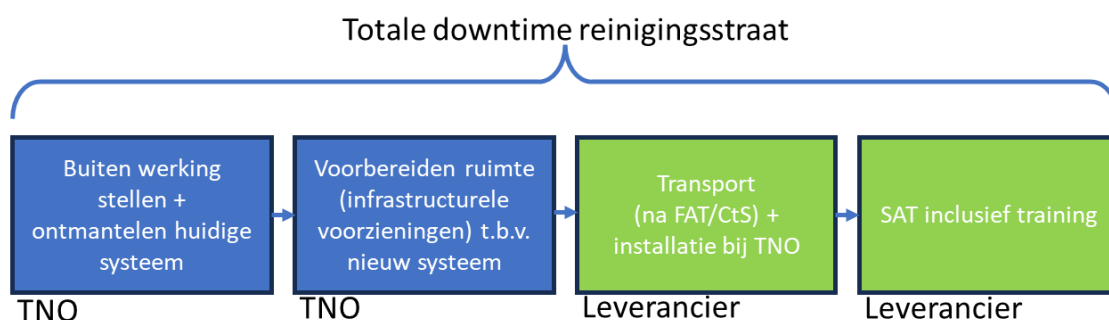 Totale downtime reinigingsstraat
Buiten werking
stellen +
ontmantelen huidige
systeem
Voorbereiden ruimte
(infrastructurele
voorzieningen) t.b.v.
nieuw systeem
Transport
(na FAT/CtS) +
installatie bij TNO
SAT inclusief training
TNO
TNO
Leverancier
Leverancier